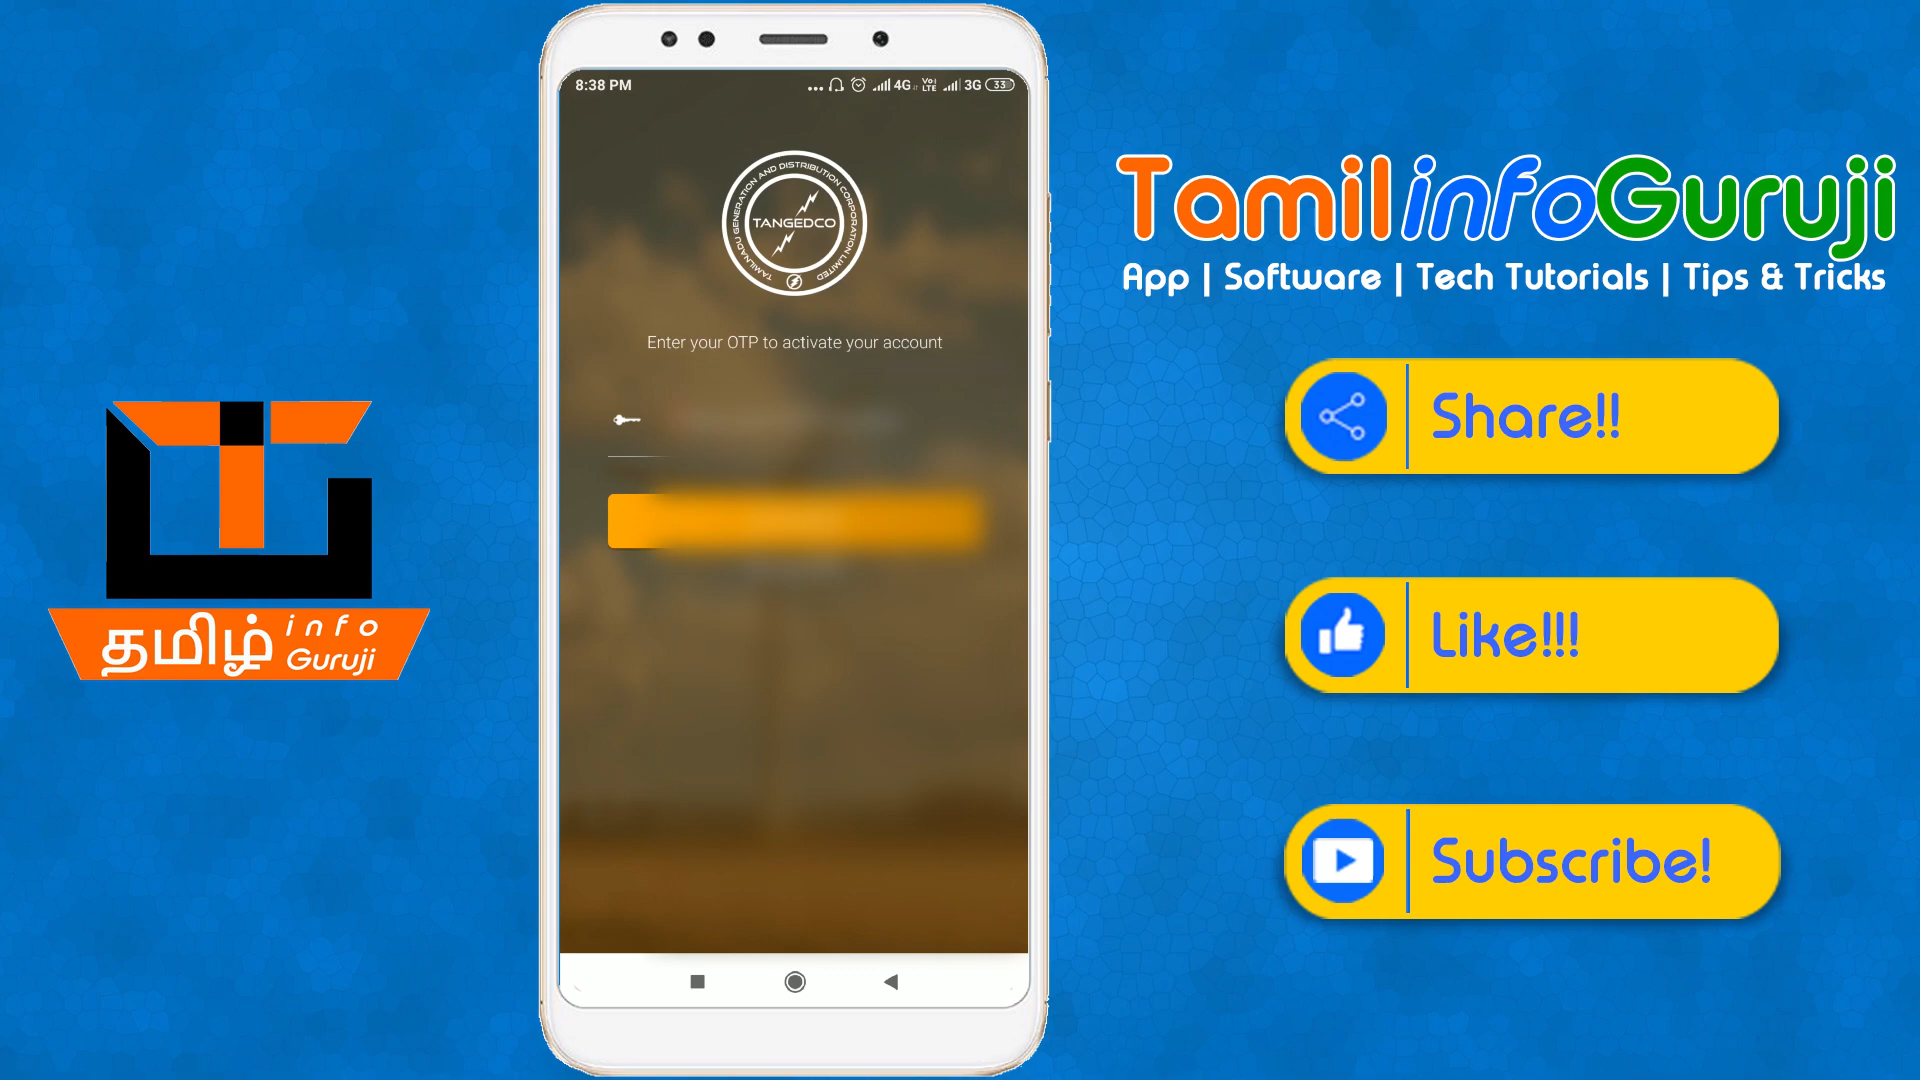 8:38 PM
4G VoLTE 3G 33
TAMILNADU GENERATION AND DISTRIBUTION CORPORATION LIMITED
TANGEDCO
Enter your OTP to activate your account
தமிழ் info Guruji
TamilinfoGuruji
App | Software | Tech Tutorials | Tips & Tricks
Share!!
Like!!!
Subscribe!